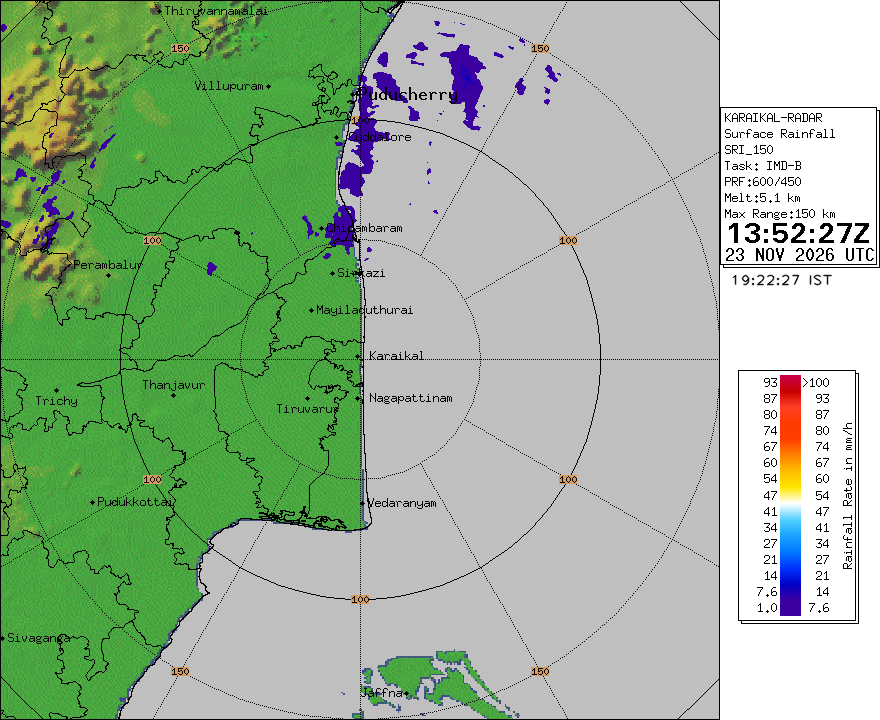 Thiruvannamalai
150
150
Villupuram
Puducherry
100
Cuddalore
Chidambaram
100
100
Perambalur
Sirkazi
Mayiladuthurai
Karaikal
Thanjavur
Trichy
Tiruvarur
Nagapattinam
100
100
Pudukkottai
Vedaranyam
100
Sivaganga
150
150
Jaffna
KARAIKAL-RADAR
Surface Rainfall
SRI_150
Task: IMD-B
PRF:600/450
Melt:5.1 km
Max Range:150 km
13:52:27Z
23 NOV 2026 UTC
19:22:27 IST
93 >100
87 93
80 87
74 80
67 74
60 67
54 60
47 54
41 47
34 41
27 34
21 27
14 21
7.6 14
1.0 7.6
Rainfall Rate in mm/h